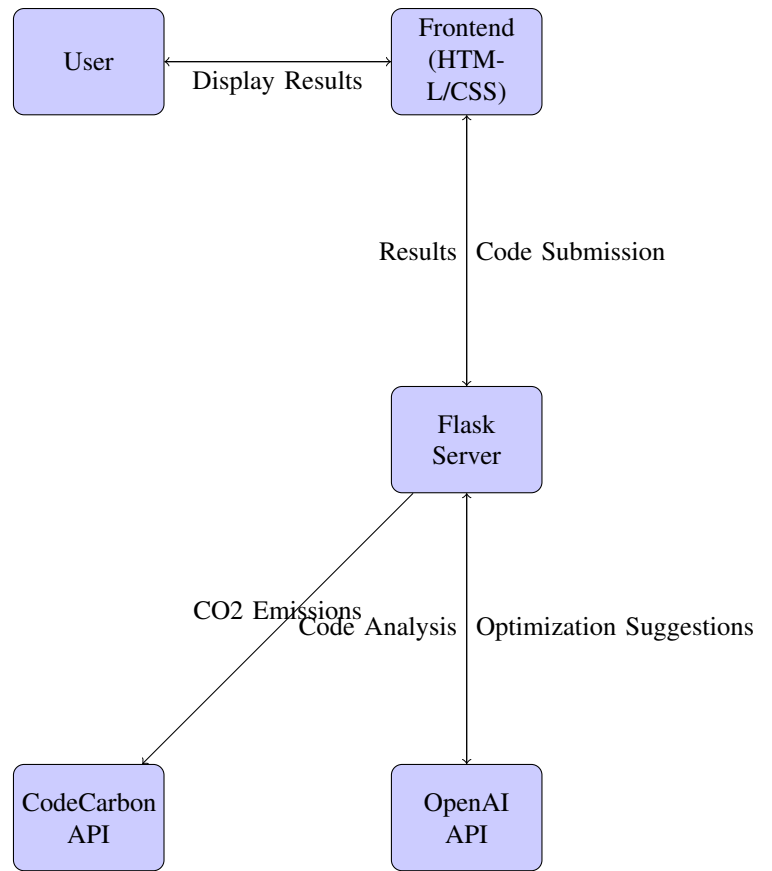 User
Frontend
(HTM-
L/CSS)
Display Results
Results
Code Submission
Flask
Server
CO2 Emissions
Code Analysis
Optimization Suggestions
CodeCarbon
API
OpenAI
API